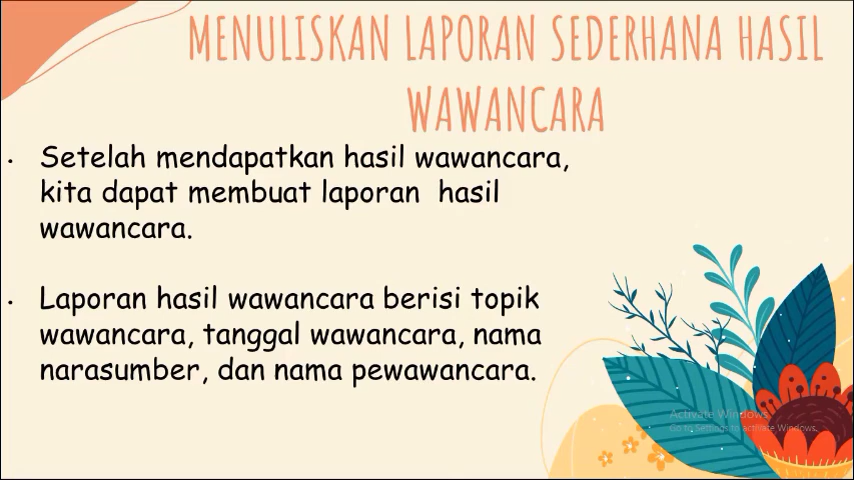 MENULISKAN LAPORAN SEDERHANA HASIL
WAWANCARA
• Setelah mendapatkan hasil wawancara,
kita dapat membuat laporan hasil
wawancara.
• Laporan hasil wawancara berisi topik
wawancara, tanggal wawancara, nama
narasumber, dan nama pewawancara.
Activate Windows
Go to Settings to activate Windows.